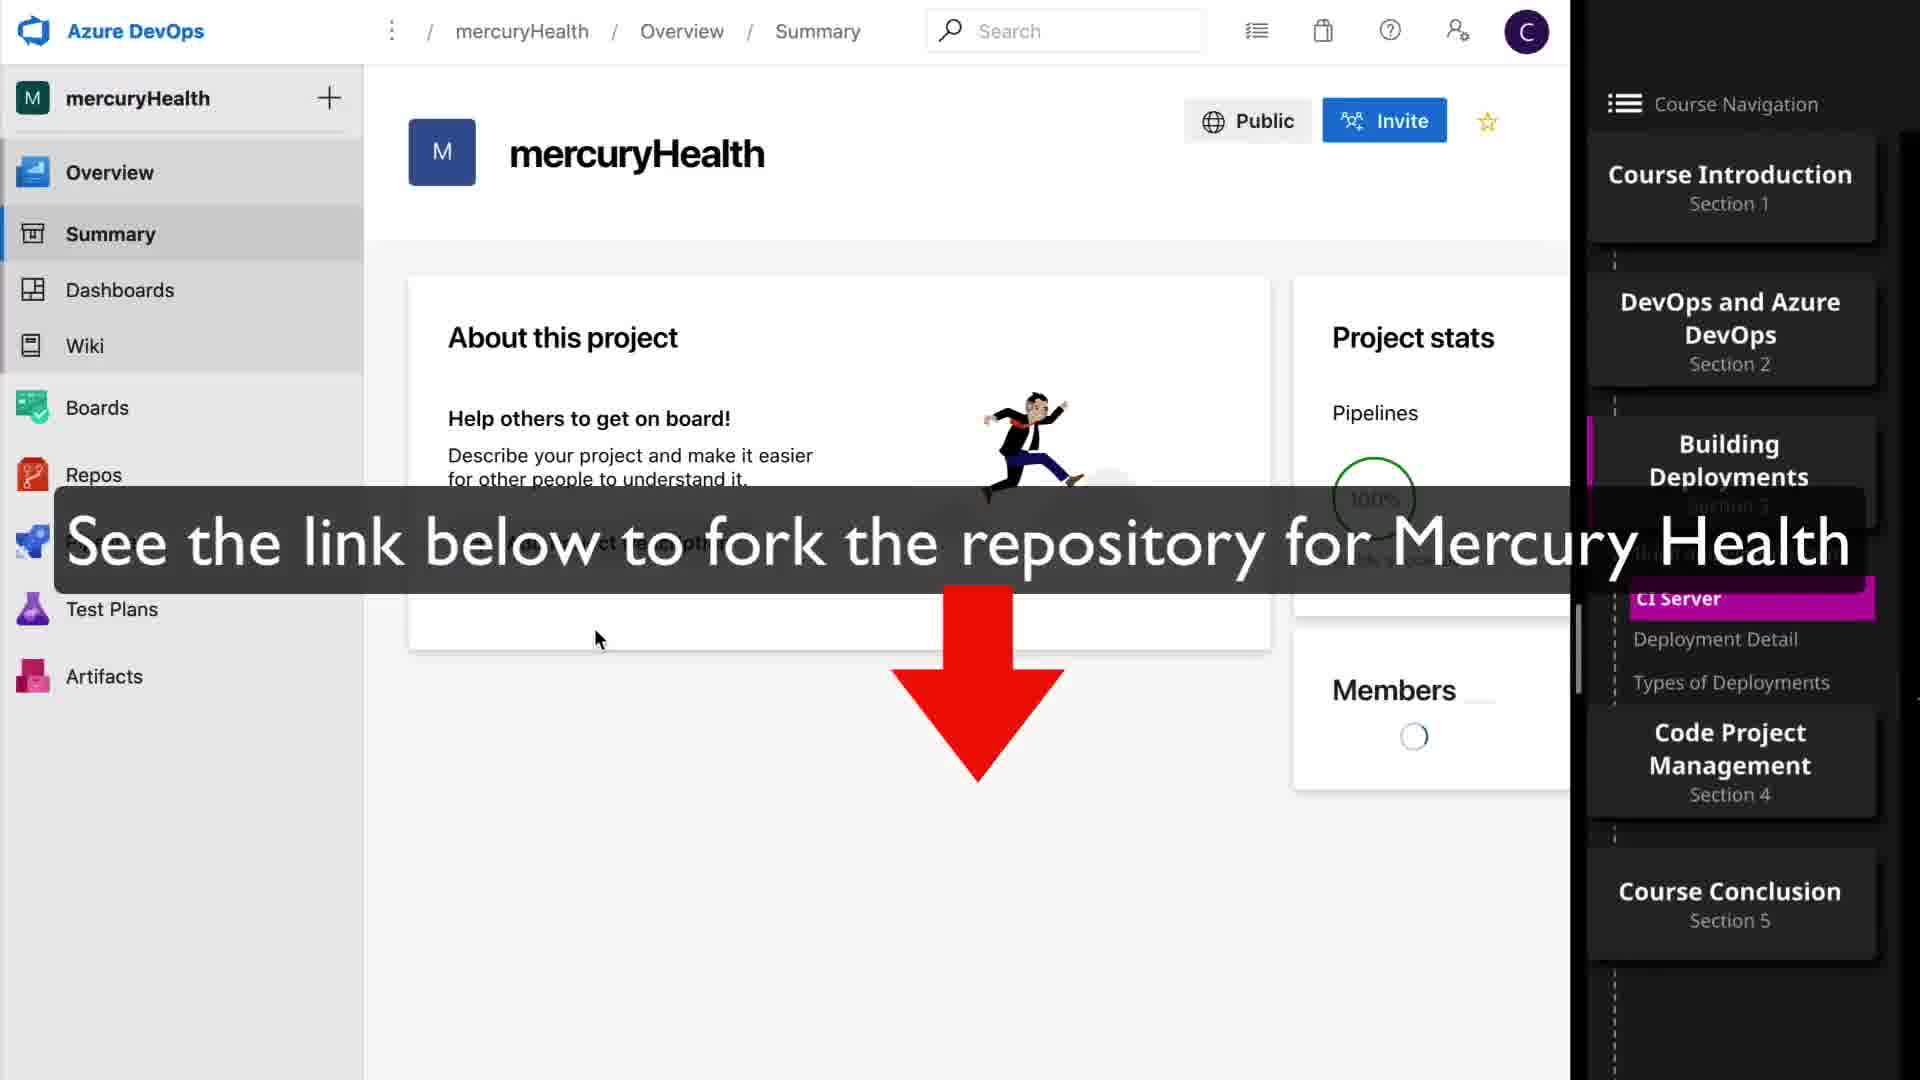 Azure DevOps
/ mercuryHealth / Overview / Summary
Search
C
M mercuryHealth
Overview
Summary
Dashboards
Wiki
Boards
Repos
Test Plans
Artifacts
M
mercuryHealth
Public
Invite
About this project
Help others to get on board!
Describe your project and make it easier
for other people to understand it.
Project stats
Pipelines
100%
Members
See the link below to fork the repository for Mercury Health
Course Navigation
Course Introduction
Section 1
DevOps and Azure
DevOps
Section 2
Building
Deployments
Section 3
CI Server
Deployment Detail
Types of Deployments
Code Project
Management
Section 4
Course Conclusion
Section 5